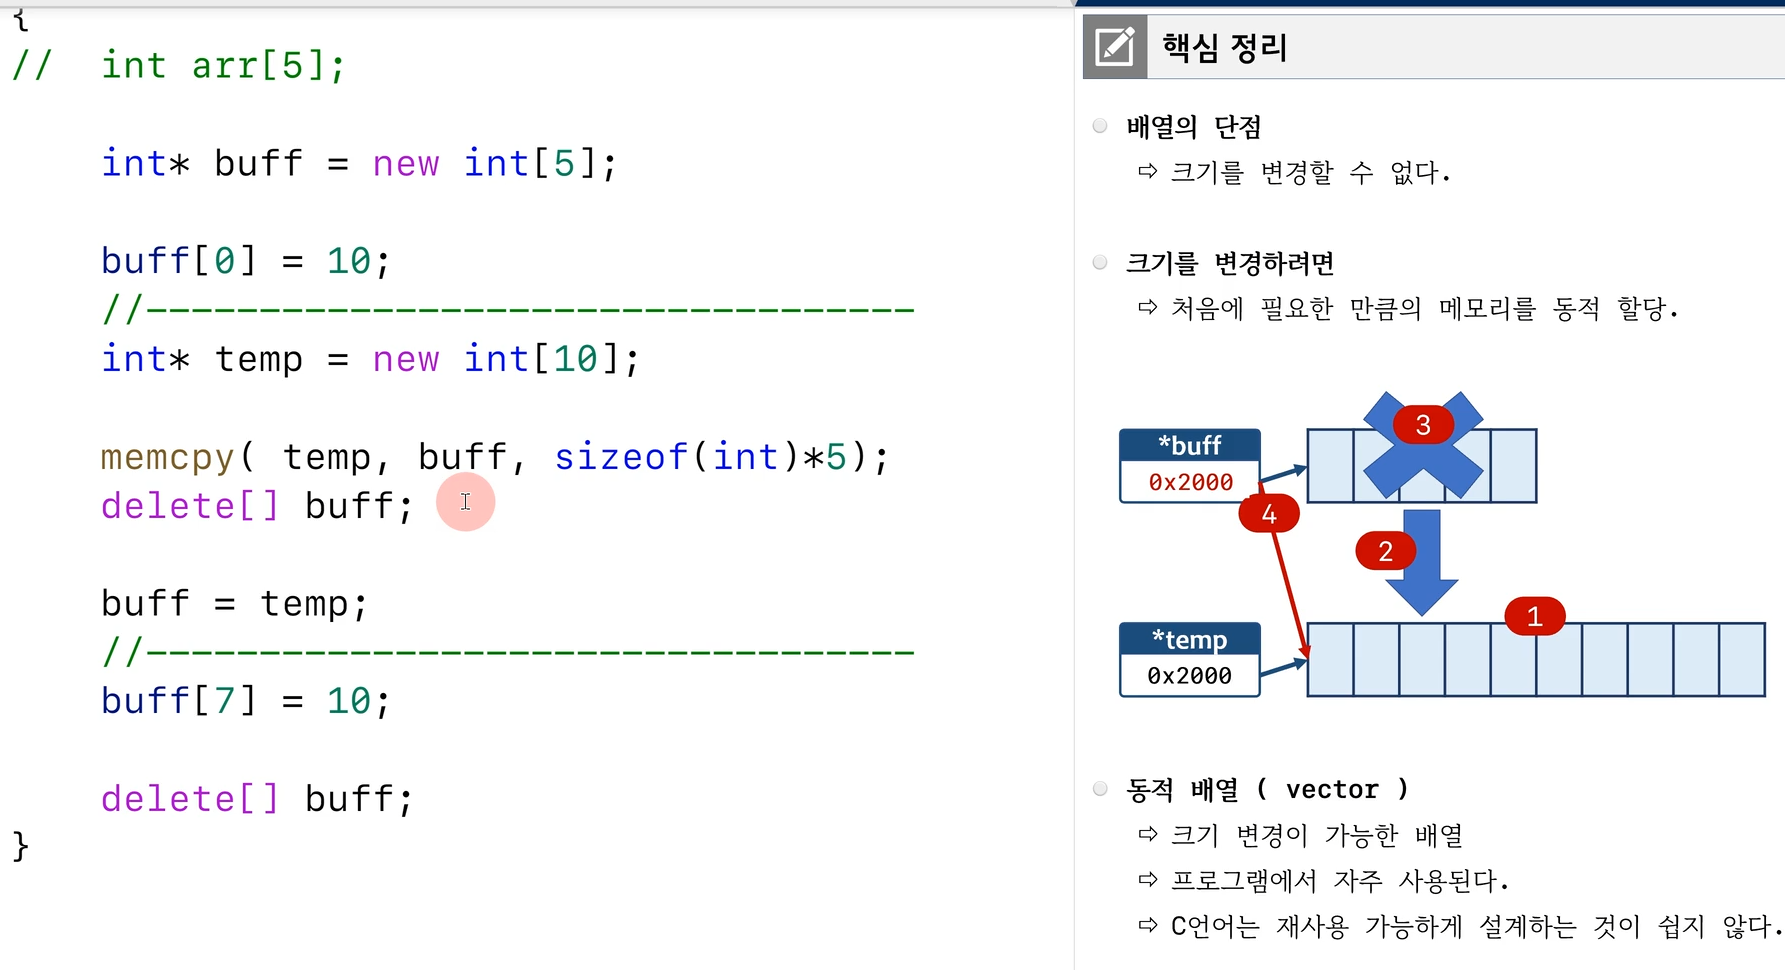 {
//  int arr[5];
int* buff = new int[5];
buff[0] = 10;
//----------------------------------
int* temp = new int[10];
memcpy( temp, buff, sizeof(int)*5);
delete[] buff;
buff = temp;
//----------------------------------
buff[7] = 10;
delete[] buff;
}
핵심 정리
배열의 단점
⇨ 크기를 변경할 수 없다.
크기를 변경하려면
⇨ 처음에 필요한 만큼의 메모리를 동적 할당.
*buff
0x2000
3
4
2
1
*temp
0x2000
동적 배열 ( vector )
⇨ 크기 변경이 가능한 배열
⇨ 프로그램에서 자주 사용된다.
⇨ C언어는 재사용 가능하게 설계하는 것이 쉽지 않다.